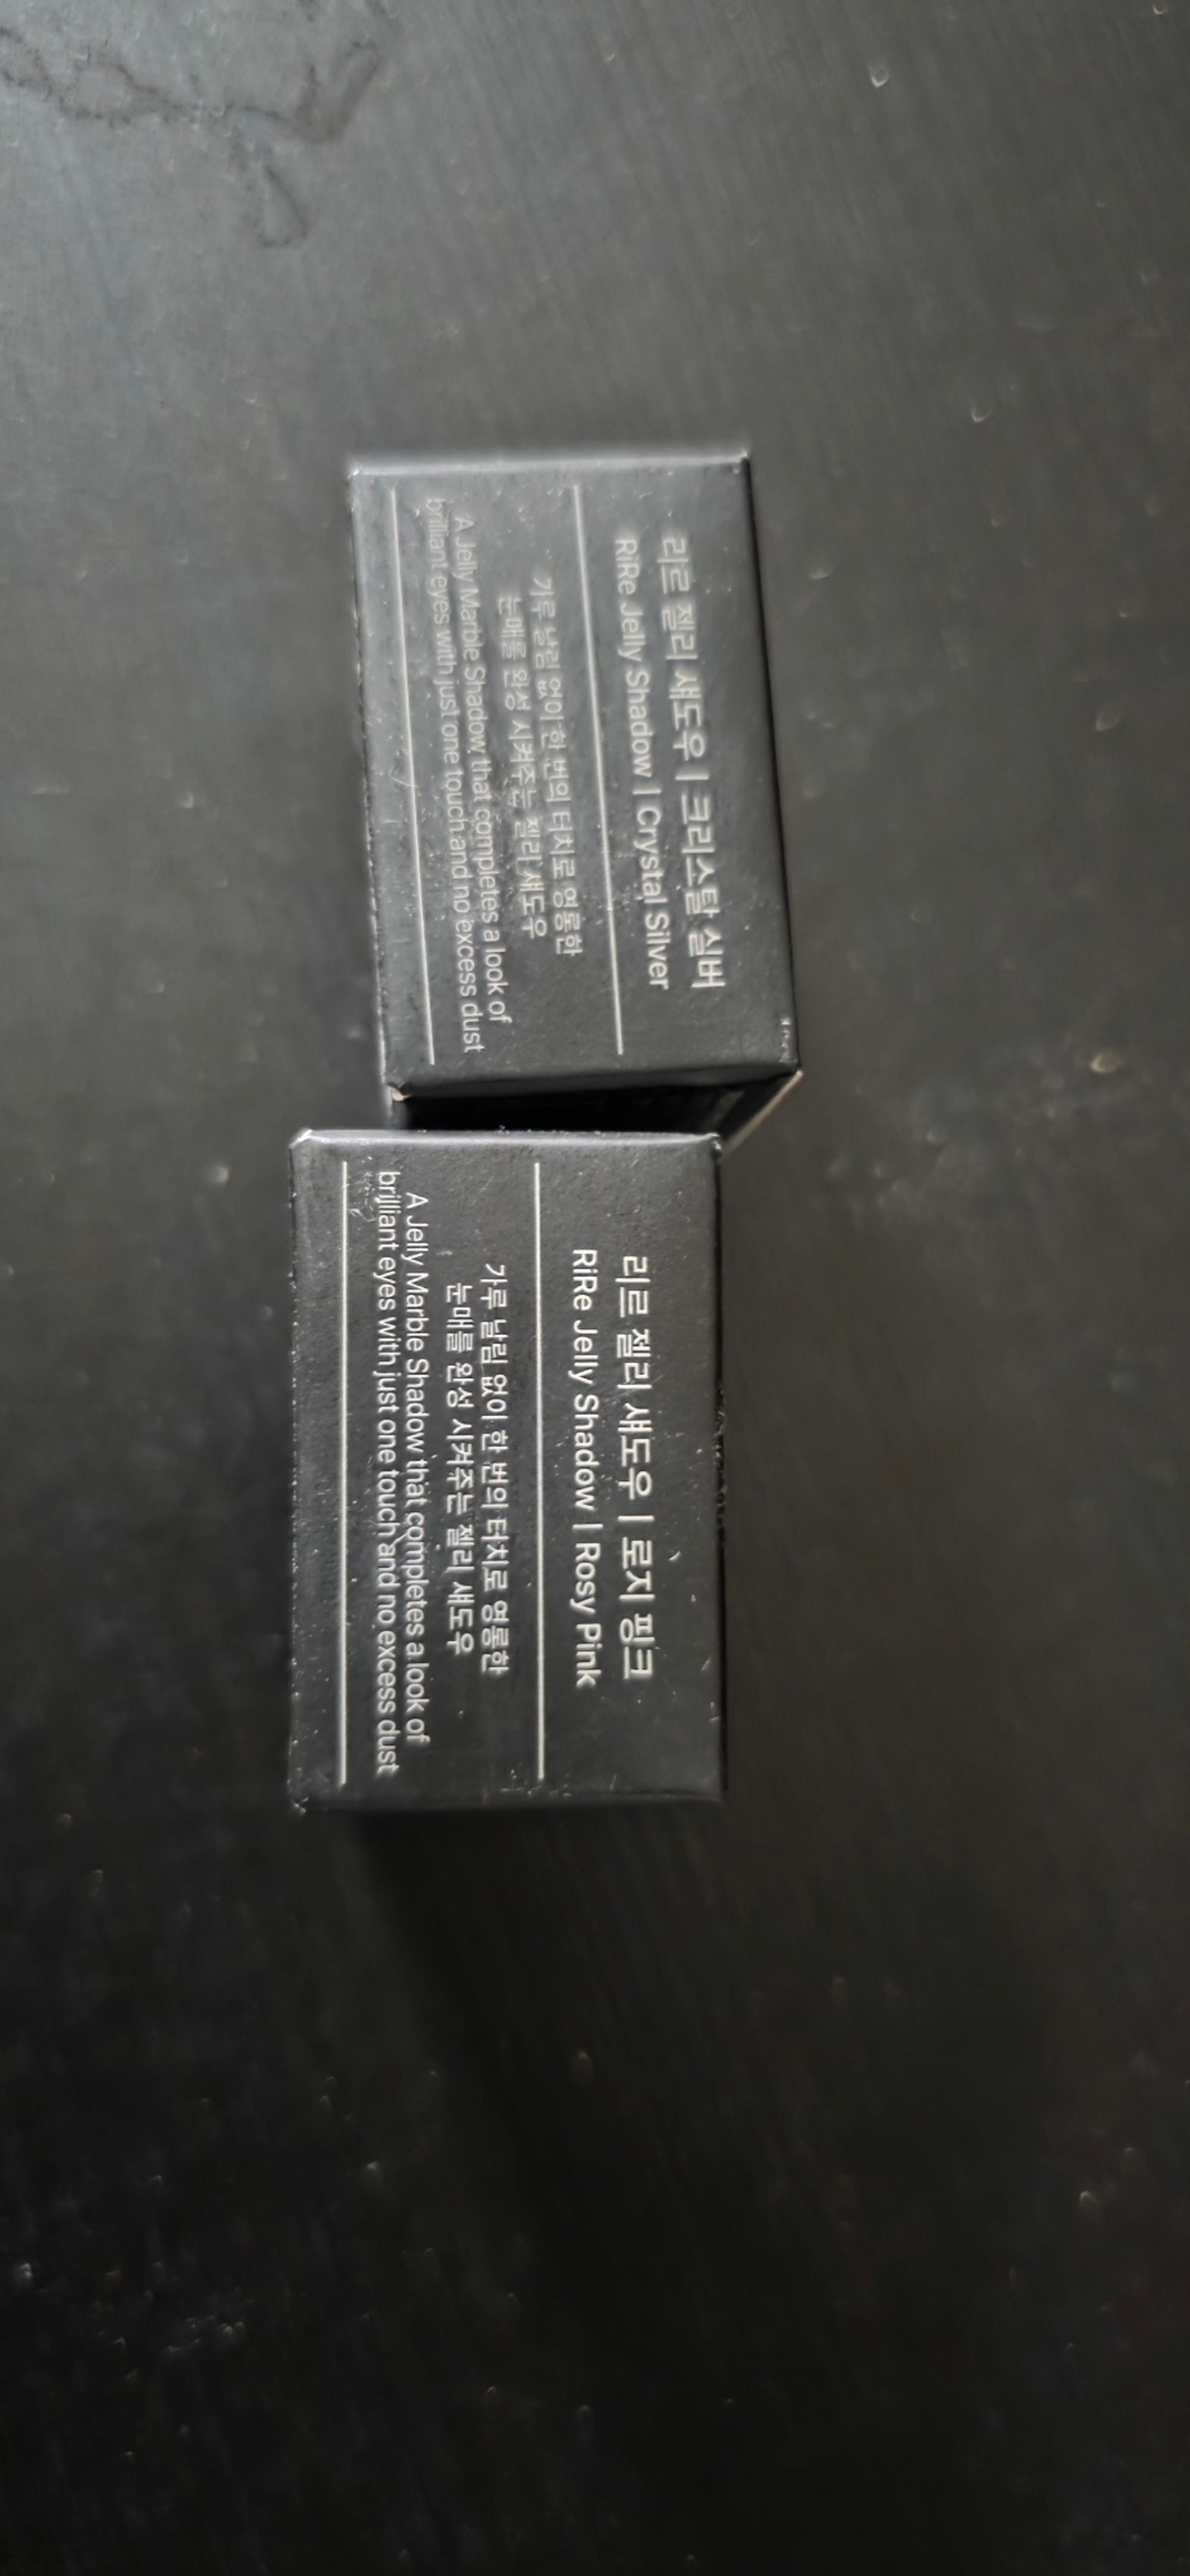 리르 젤리 섀도우 | 크리스탈 실버
RiRe Jelly Shadow | Crystal Silver
가루 날림 없이 한 번의 터치로 영롱한
눈매를 완성 시켜주는 젤리 섀도우
A Jelly Marble Shadow that completes a look of
brilliant eyes with just one touch and no excess dust
리르 젤리 섀도우 | 로지 핑크
RiRe Jelly Shadow | Rosy Pink
가루 날림 없이 한 번의 터치로 영롱한
눈매를 완성 시켜주는 젤리 섀도우
A Jelly Marble Shadow that completes a look of
brilliant eyes with just one touch and no excess dust